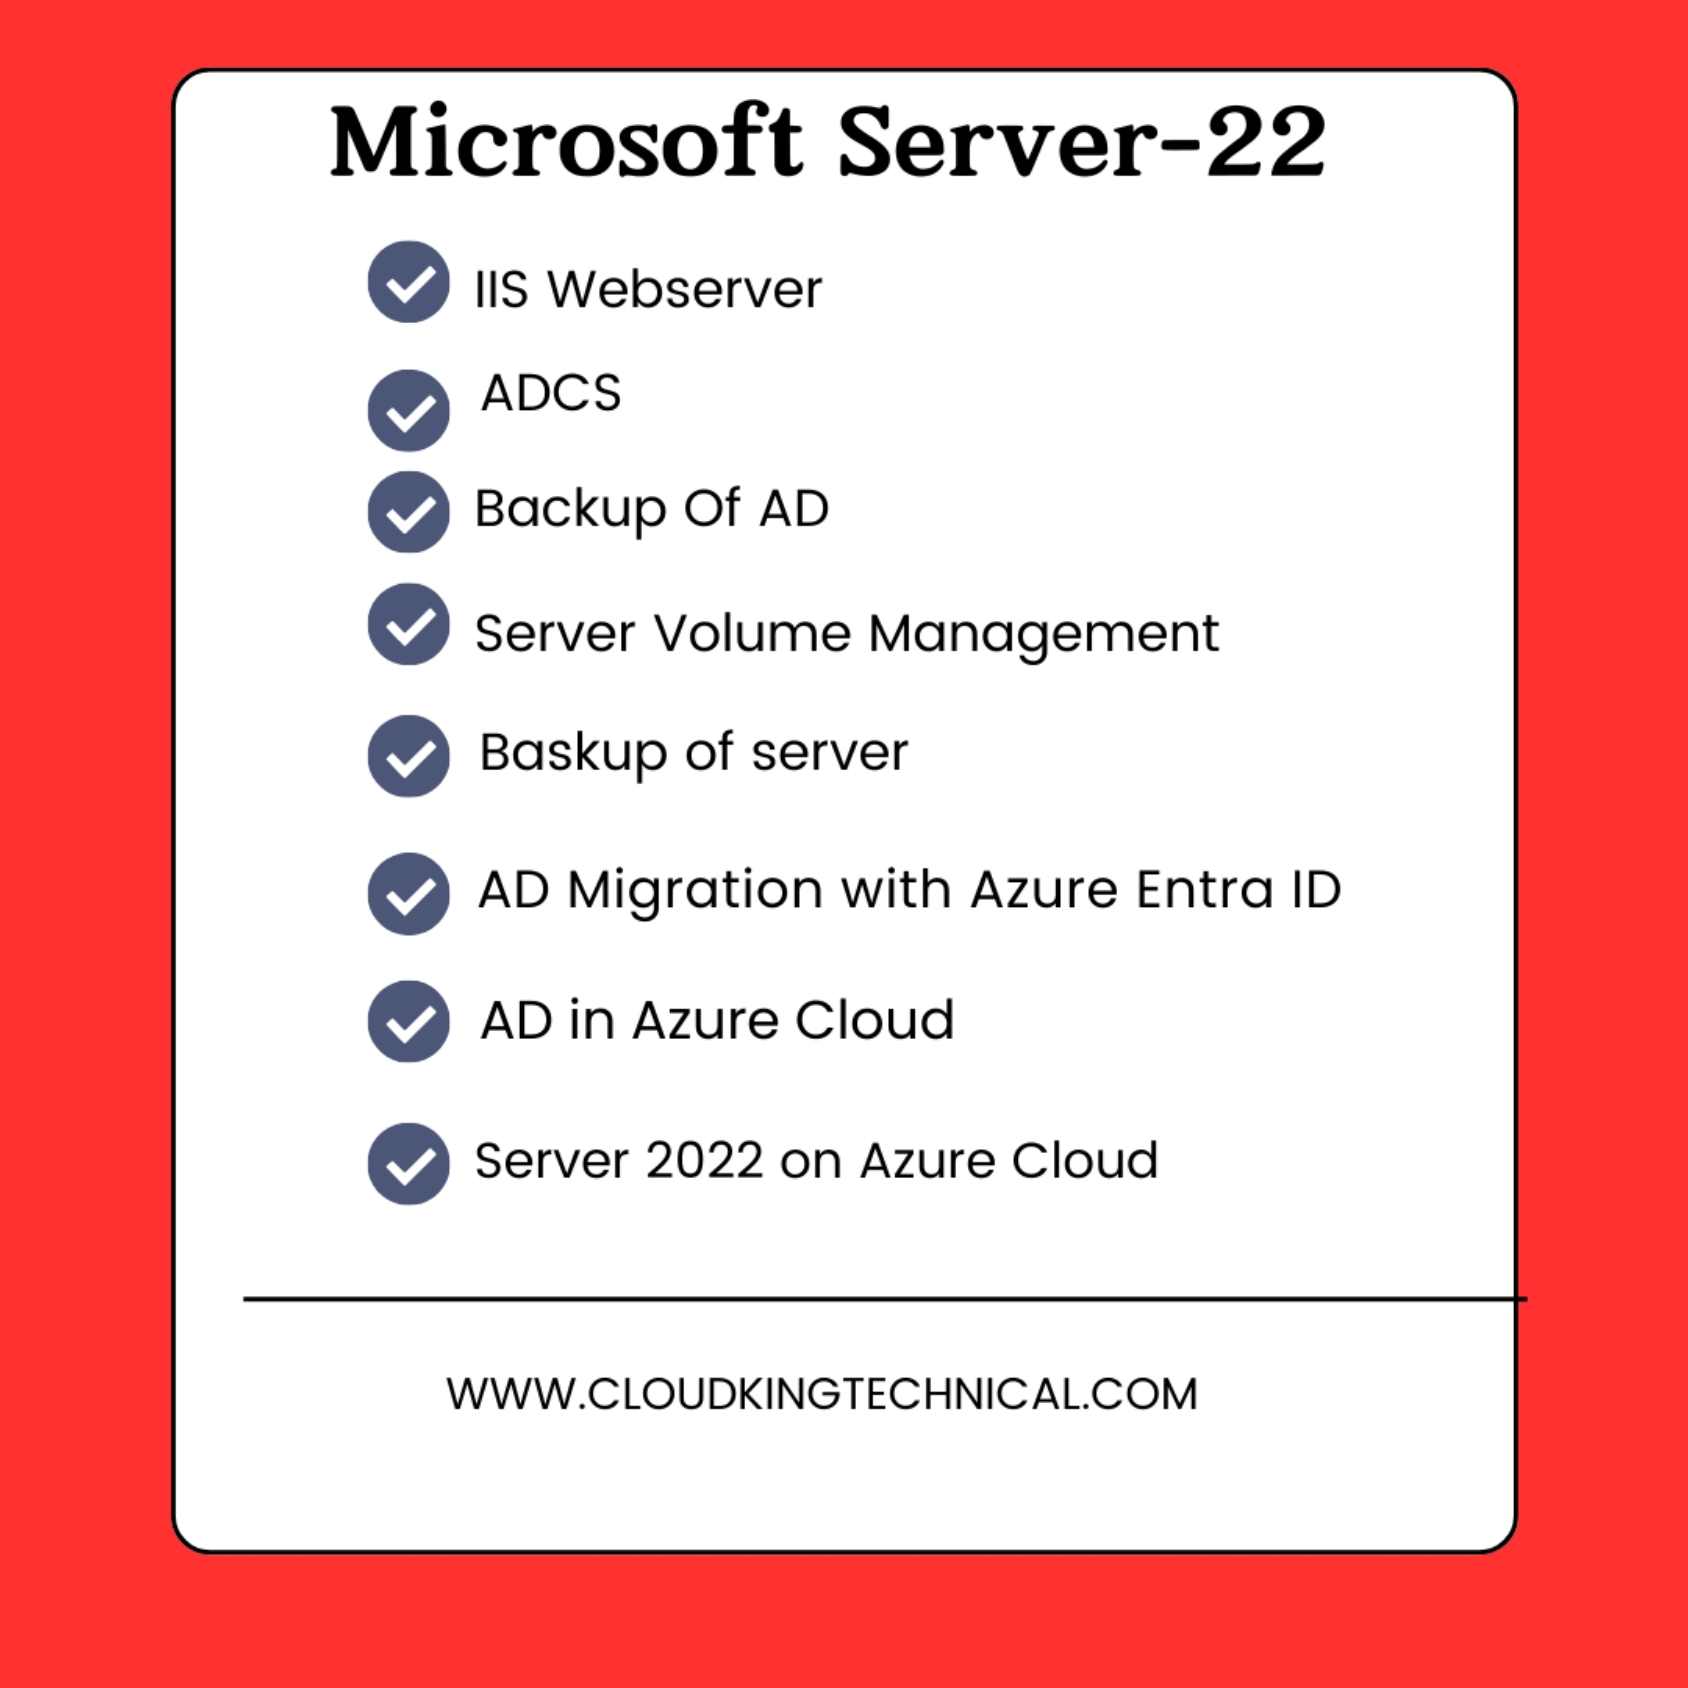 Microsoft Server-22
IIS Webserver
ADCS
Backup Of AD
Server Volume Management
Baskup of server
AD Migration with Azure Entra ID
AD in Azure Cloud
Server 2022 on Azure Cloud
WWW.CLOUDKINGTECHNICAL.COM